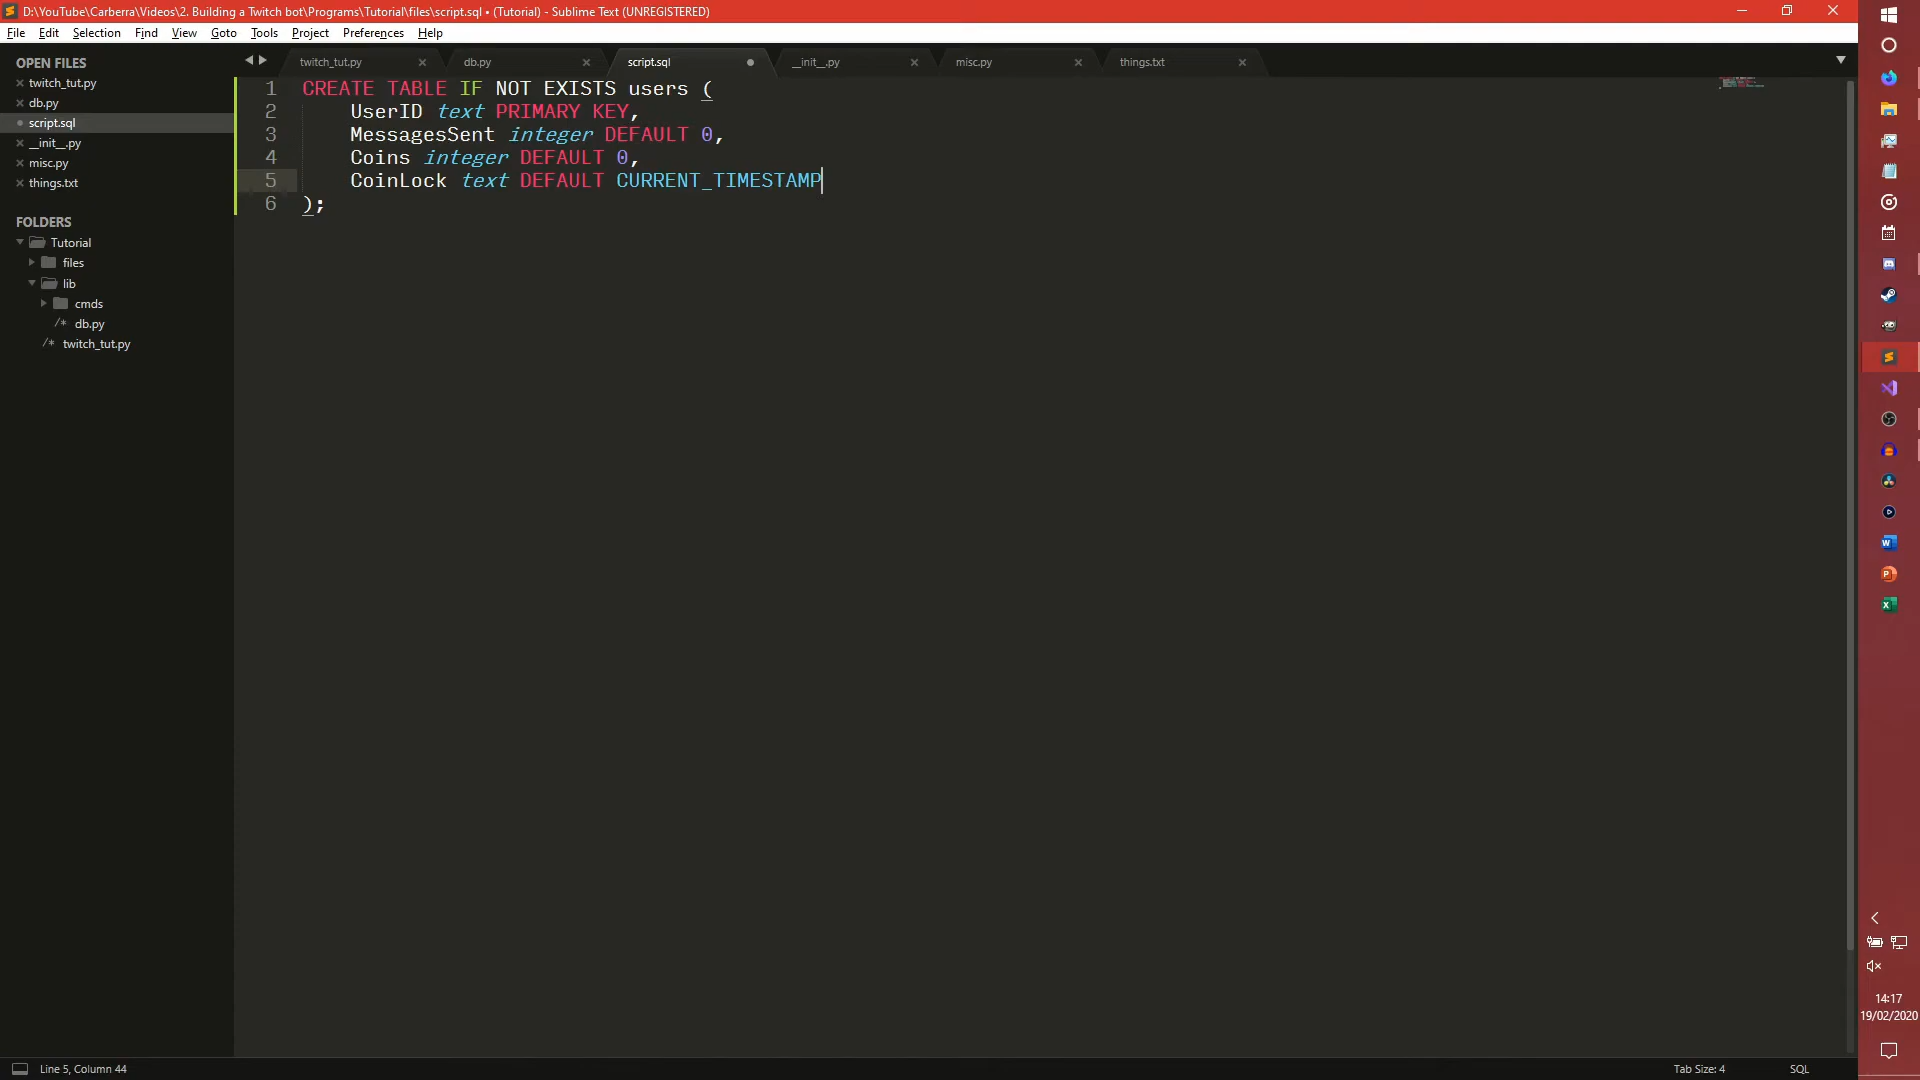 D:\YouTube\Carberra\Videos\2. Building a Twitch bot\Programs\Tutorial\files\script.sql • (Tutorial) - Sublime Text (UNREGISTERED)
File Edit Selection Find View Goto Tools Project Preferences Help
OPEN FILES
twitch_tut.py
db.py
script.sql
__init__.py
misc.py
things.txt
FOLDERS
Tutorial
files
lib
cmds
/* db.py
/* twitch_tut.py
twitch_tut.py db.py script.sql __init__.py misc.py things.txt
1 CREATE TABLE IF NOT EXISTS users (
2 UserID text PRIMARY KEY,
3 MessagesSent integer DEFAULT 0,
4 Coins integer DEFAULT 0,
5 CoinLock text DEFAULT CURRENT_TIMESTAMP
6 );
14:17
19/02/2020
Line 5, Column 44
Tab Size: 4
SQL